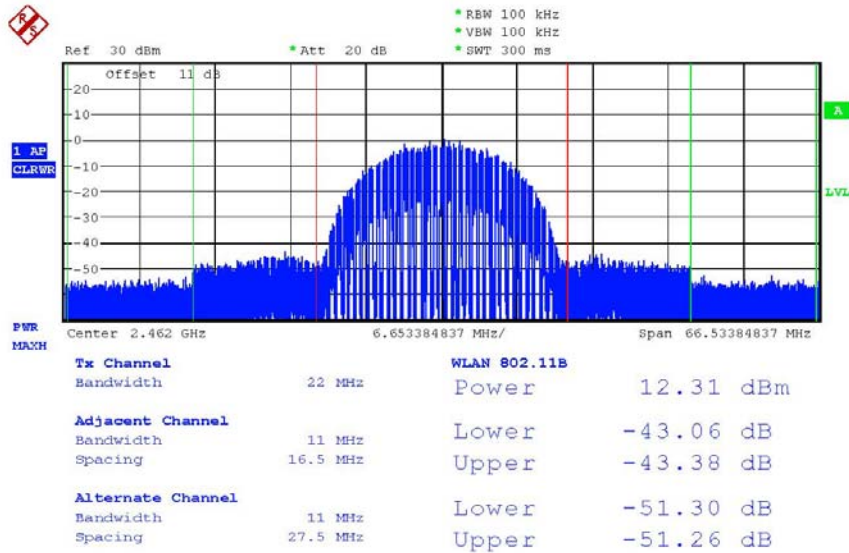 R S
* RBW 100 kHz
* VBW 100 kHz
Ref 30 dBm * Att 20 dB * SWT 300 ms
Offset 11 dB
20
10
0
-10
-20
-30
-40
-50
A
LVL
1 AP
CLRWR
PWR
MAXH
Center 2.462 GHz 6.653384837 MHz/ Span 66.53384837 MHz
Tx Channel WLAN 802.11B
Bandwidth 22 MHz Power 12.31 dBm
Adjacent Channel
Bandwidth 11 MHz Lower -43.06 dB
Spacing 16.5 MHz Upper -43.38 dB
Alternate Channel
Bandwidth 11 MHz Lower -51.30 dB
Spacing 27.5 MHz Upper -51.26 dB